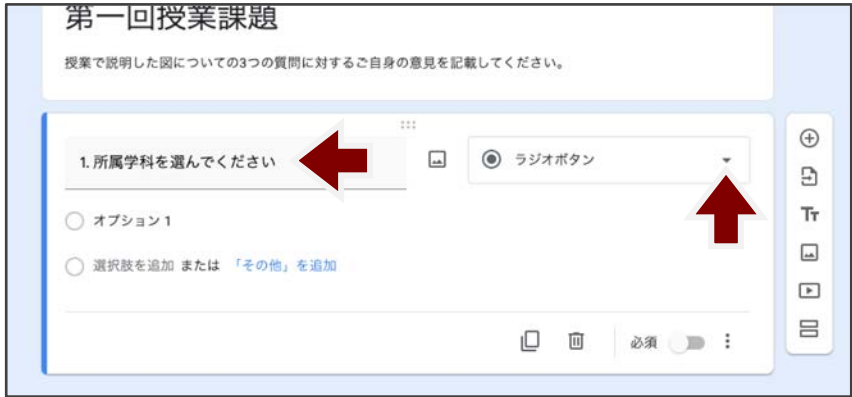 第一回授業課題
授業で説明した図についての3つの質問に対するご自身の意見を記載してください。
1. 所属学科を選んでください
ラジオボタン
オプション 1
選択肢を追加 または 「その他」を追加
必須
Tт